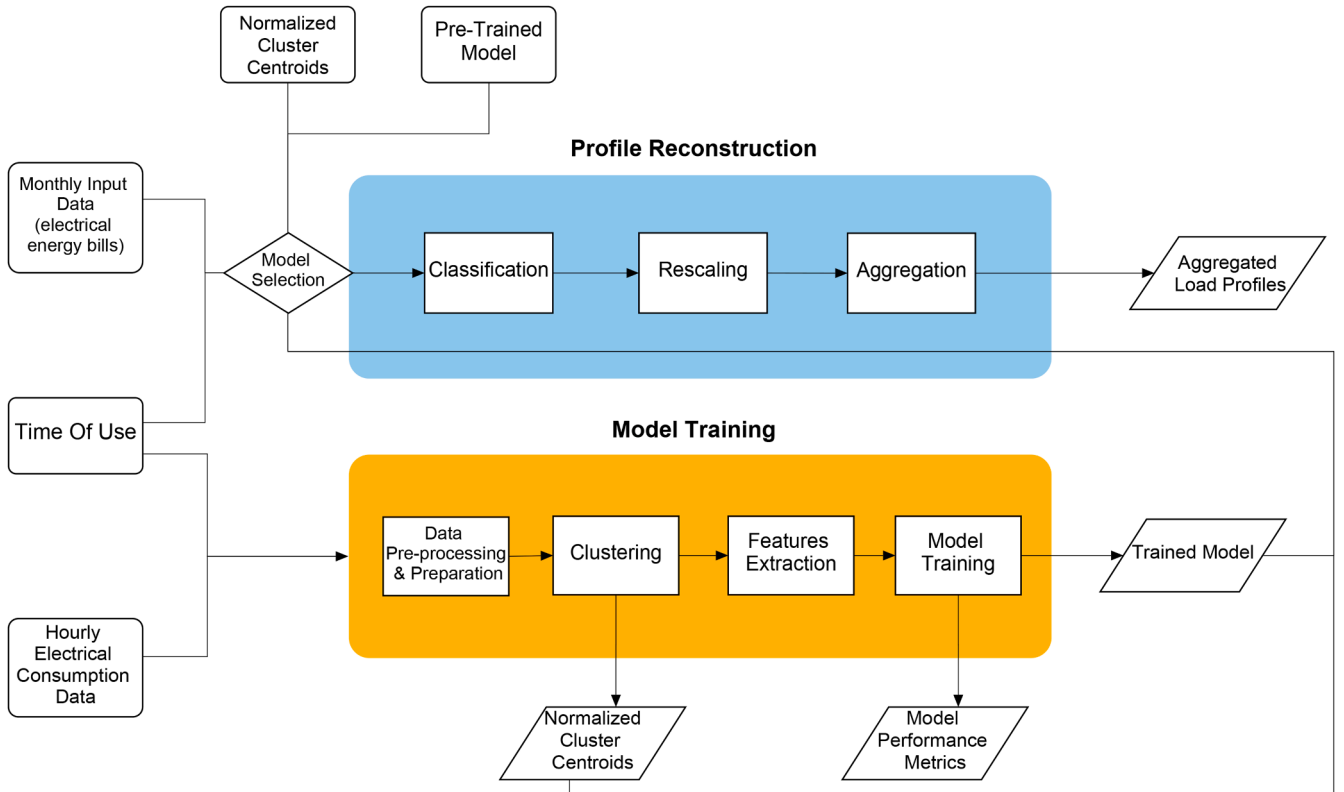 Normalized
Cluster
Centroids
Pre-Trained
Model
Profile Reconstruction
Monthly Input
Data
(electrical
energy bills)
Model
Selection
Classification
Rescaling
Aggregation
Aggregated
Load Profiles
Time Of Use
Model Training
Data
Pre-processing
& Preparation
Clustering
Features
Extraction
Model
Training
Trained Model
Hourly
Electrical
Consumption
Data
Normalized
Cluster
Centroids
Model
Performance
Metrics